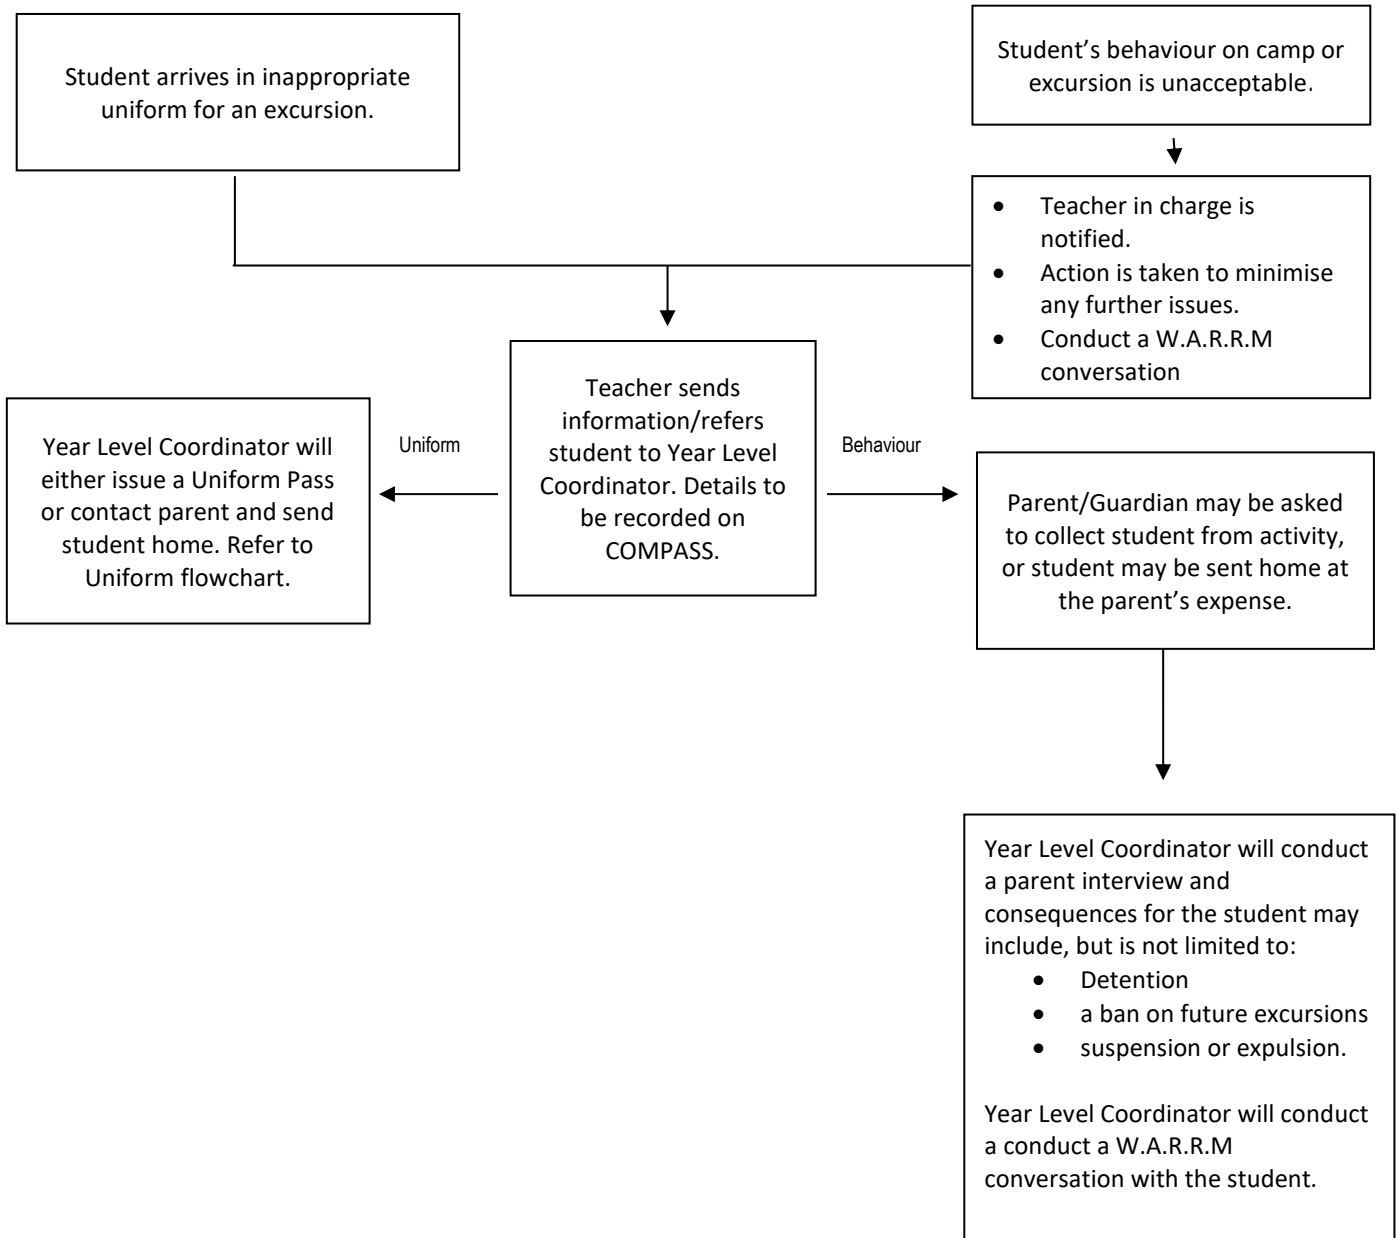 Student arrives in inappropriate
uniform for an excursion.
Student’s behaviour on camp or
excursion is unacceptable.
• Teacher in charge is
notified.
• Action is taken to minimise
any further issues.
• Conduct a W.A.R.R.M
conversation
Teacher sends
information/refers
student to Year Level
Coordinator. Details to
be recorded on
COMPASS.
Uniform
Year Level Coordinator will
either issue a Uniform Pass
or contact parent and send
student home. Refer to
Uniform flowchart.
Behaviour
Parent/Guardian may be asked
to collect student from activity,
or student may be sent home at
the parent’s expense.
Year Level Coordinator will conduct
a parent interview and
consequences for the student may
include, but is not limited to:
• Detention
• a ban on future excursions
• suspension or expulsion.
Year Level Coordinator will conduct
a conduct a W.A.R.R.M
conversation with the student.